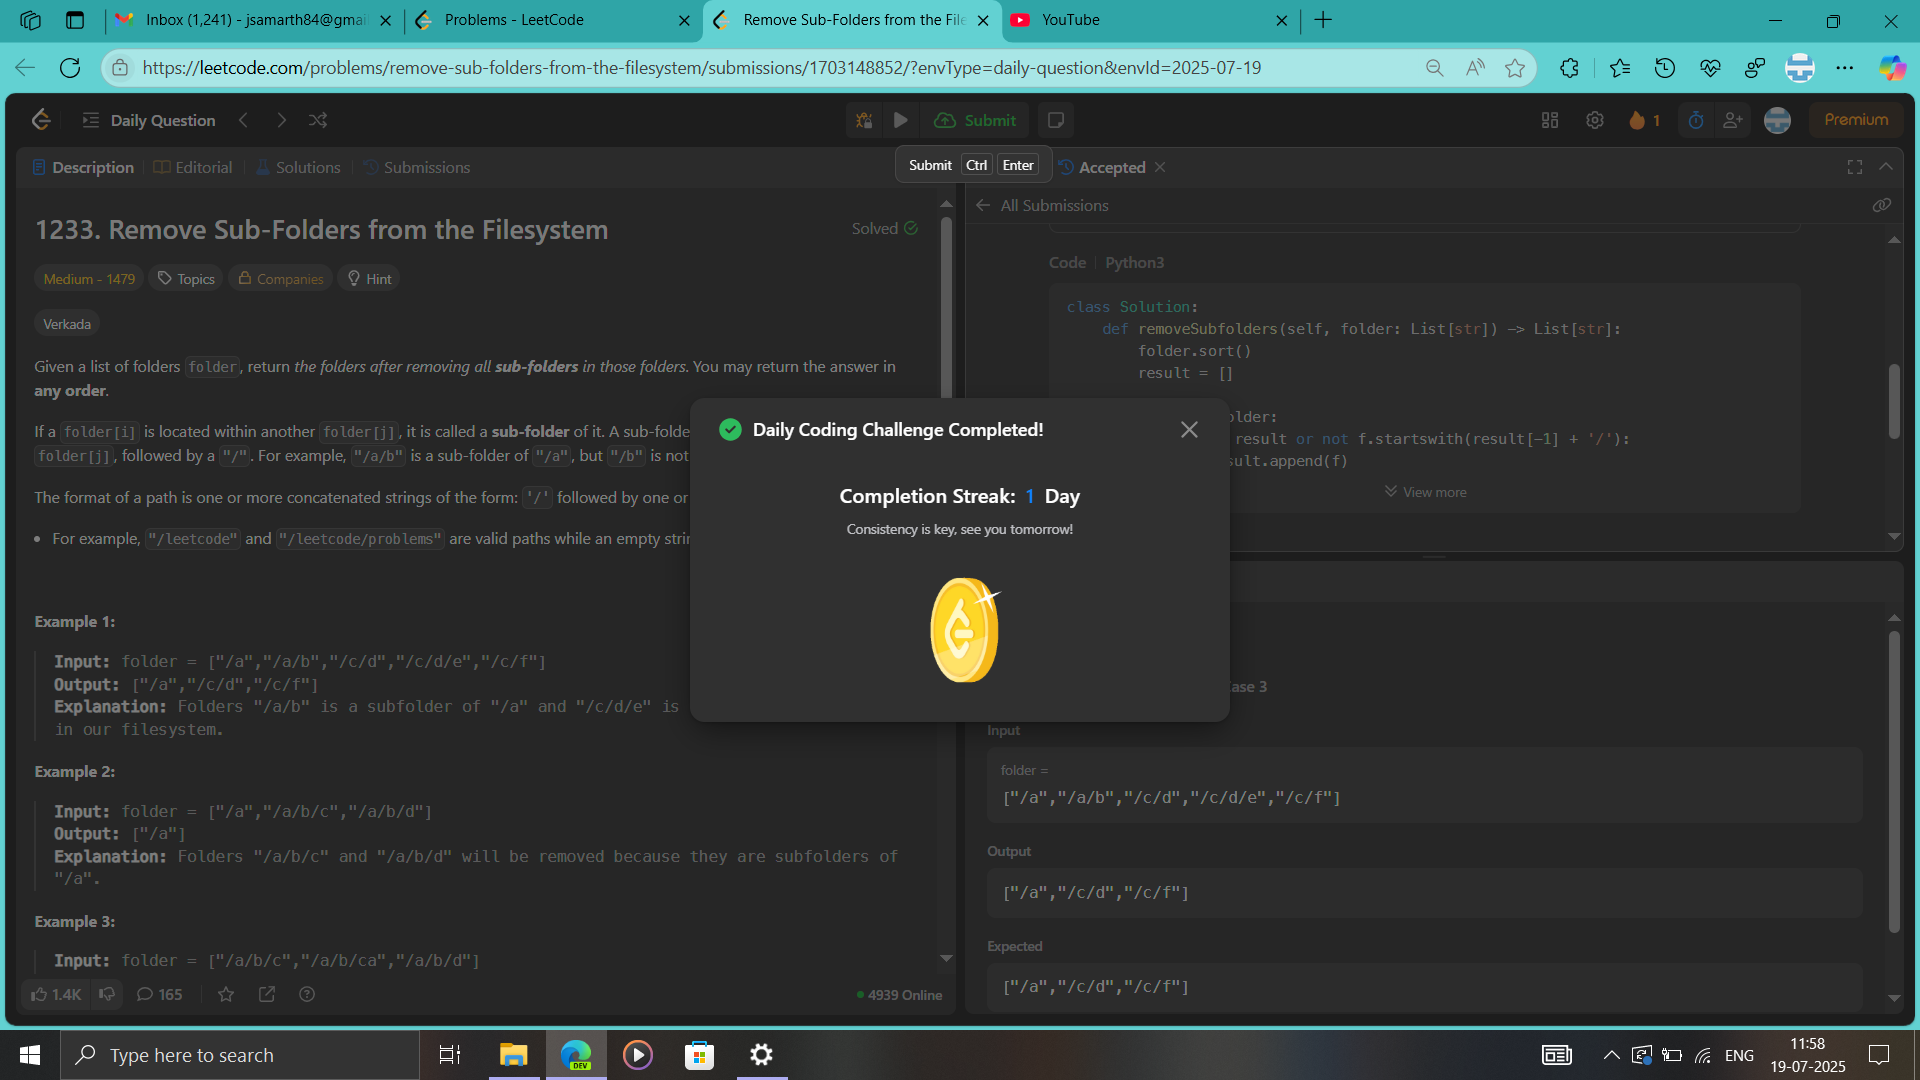 Inbox (1,241) - jsamarth84@gmai
Problems - LeetCode
Remove Sub-Folders from the File
YouTube
https://leetcode.com/problems/remove-sub-folders-from-the-filesystem/submissions/1703148852/?envType=daily-question&envId=2025-07-19
Daily Question
Submit
1
Premium
Description
Editorial
Solutions
Submissions
Submit Ctrl Enter
Accepted
All Submissions
1233. Remove Sub-Folders from the Filesystem
Solved
Medium - 1479
Topics
Companies
Hint
Verkada
Given a list of folders folder, return the folders after removing all sub-folders in those folders. You may return the answer in
any order.
If a folder[i] is located within another folder[j], it is called a sub-folder of it. A sub-folde
folder[j], followed by a "/". For example, "/a/b" is a sub-folder of "/a", but "/b" is not
The format of a path is one or more concatenated strings of the form: '/' followed by one or
• For example, "/leetcode" and "/leetcode/problems" are valid paths while an empty strin
Example 1:
Input: folder = ["/a","/a/b","/c/d","/c/d/e","/c/f"]
Output: ["/a","/c/d","/c/f"]
Explanation: Folders "/a/b" is a subfolder of "/a" and "/c/d/e" is
in our filesystem.
Example 2:
Input: folder = ["/a","/a/b/c","/a/b/d"]
Output: ["/a"]
Explanation: Folders "/a/b/c" and "/a/b/d" will be removed because they are subfolders of
"/a".
Example 3:
Input: folder = ["/a/b/c","/a/b/ca","/a/b/d"]
1.4K
165
4939 Online
Code | Python3
class Solution:
def removeSubfolders(self, folder: List[str]) -> List[str]:
folder.sort()
result = []
older:
result or not f.startswith(result[-1] + '/'):
sult.append(f)
View more
Daily Coding Challenge Completed!
Completion Streak: 1 Day
Consistency is key, see you tomorrow!
ase 3
Input
folder =
["/a","/a/b","/c/d","/c/d/e","/c/f"]
Output
["/a","/c/d","/c/f"]
Expected
["/a","/c/d","/c/f"]
Type here to search
DEV
ENG
11:58
19-07-2025